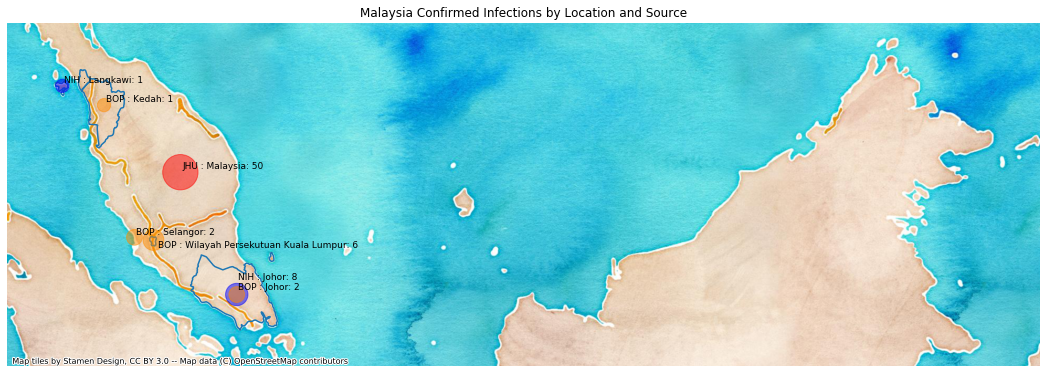 Malaysia Confirmed Infections by Location and Source
NIH : Langkawi: 1
BOP : Kedah: 1
JHU : Malaysia: 50
BOP : Selangor: 2
BOP : Wilayah Persekutuan Kuala Lumpur: 6
NIH : Johor: 8
BOP : Johor: 2
Map tiles by Stamen Design, CC BY 3.0 -- Map data (C) OpenStreetMap contributors